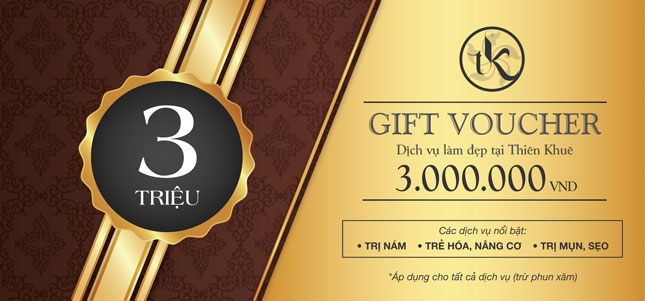 3
TRIỆU
tk
GIFT VOUCHER
Dịch vụ làm đẹp tại Thiên Khuê
3.000.000 VND
Các dịch vụ nổi bật:
• TRỊ NÁM • TRẺ HÓA, NÂNG CƠ • TRỊ MỤN, SẸO
*Áp dụng cho tất cả dịch vụ (trừ phun xăm)